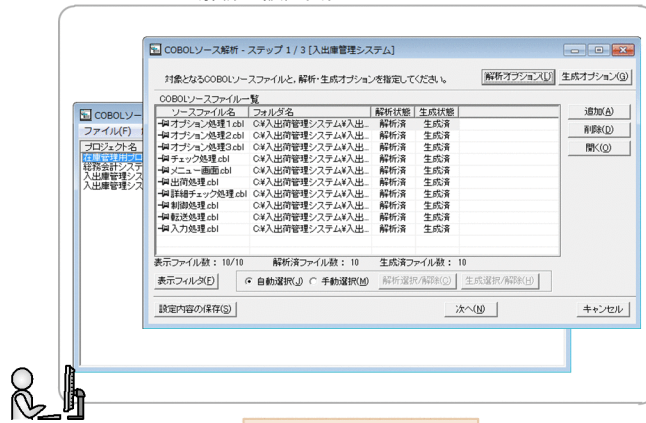 COBOLソース解析 - ステップ 1 / 3 [入出庫管理システム]
対象となるCOBOLソースファイルと，解析・生成オプションを指定してください。
解析オプション(U)
生成オプション(G)
COBOLソースファイル一覧
ソースファイル名 フォルダ名 解析状態 生成状態
オプション処理1.cbl C:¥入出荷管理システム¥入出... 解析済 生成済
オプション処理2.cbl C:¥入出荷管理システム¥入出... 解析済 生成済
オプション処理3.cbl C:¥入出荷管理システム¥入出... 解析済 生成済
チェック処理.cbl C:¥入出荷管理システム¥入出... 解析済 生成済
メニュー画面.cbl C:¥入出荷管理システム¥入出... 解析済 生成済
出荷処理.cbl C:¥入出荷管理システム¥入出... 解析済 生成済
詳細チェック処理.cbl C:¥入出荷管理システム¥入出... 解析済 生成済
制御処理.cbl C:¥入出荷管理システム¥入出... 解析済 生成済
転送処理.cbl C:¥入出荷管理システム¥入出... 解析済 生成済
入力処理.cbl C:¥入出荷管理システム¥入出... 解析済 生成済
追加(A)
削除(D)
開く(O)
表示ファイル数： 10/10 解析済ファイル数： 10 生成済ファイル数： 10
表示フィルタ(F) 自動選択(J) 手動選択(M) 解析選択/解除(C) 生成選択/解除(H)
設定内容の保存(S) 次へ(N) キャンセル
COBOLソー
ファイル(F)
プロジェクト名
在庫管理用プロ
総務会計システ
入出庫管理シス
入出庫管理シス